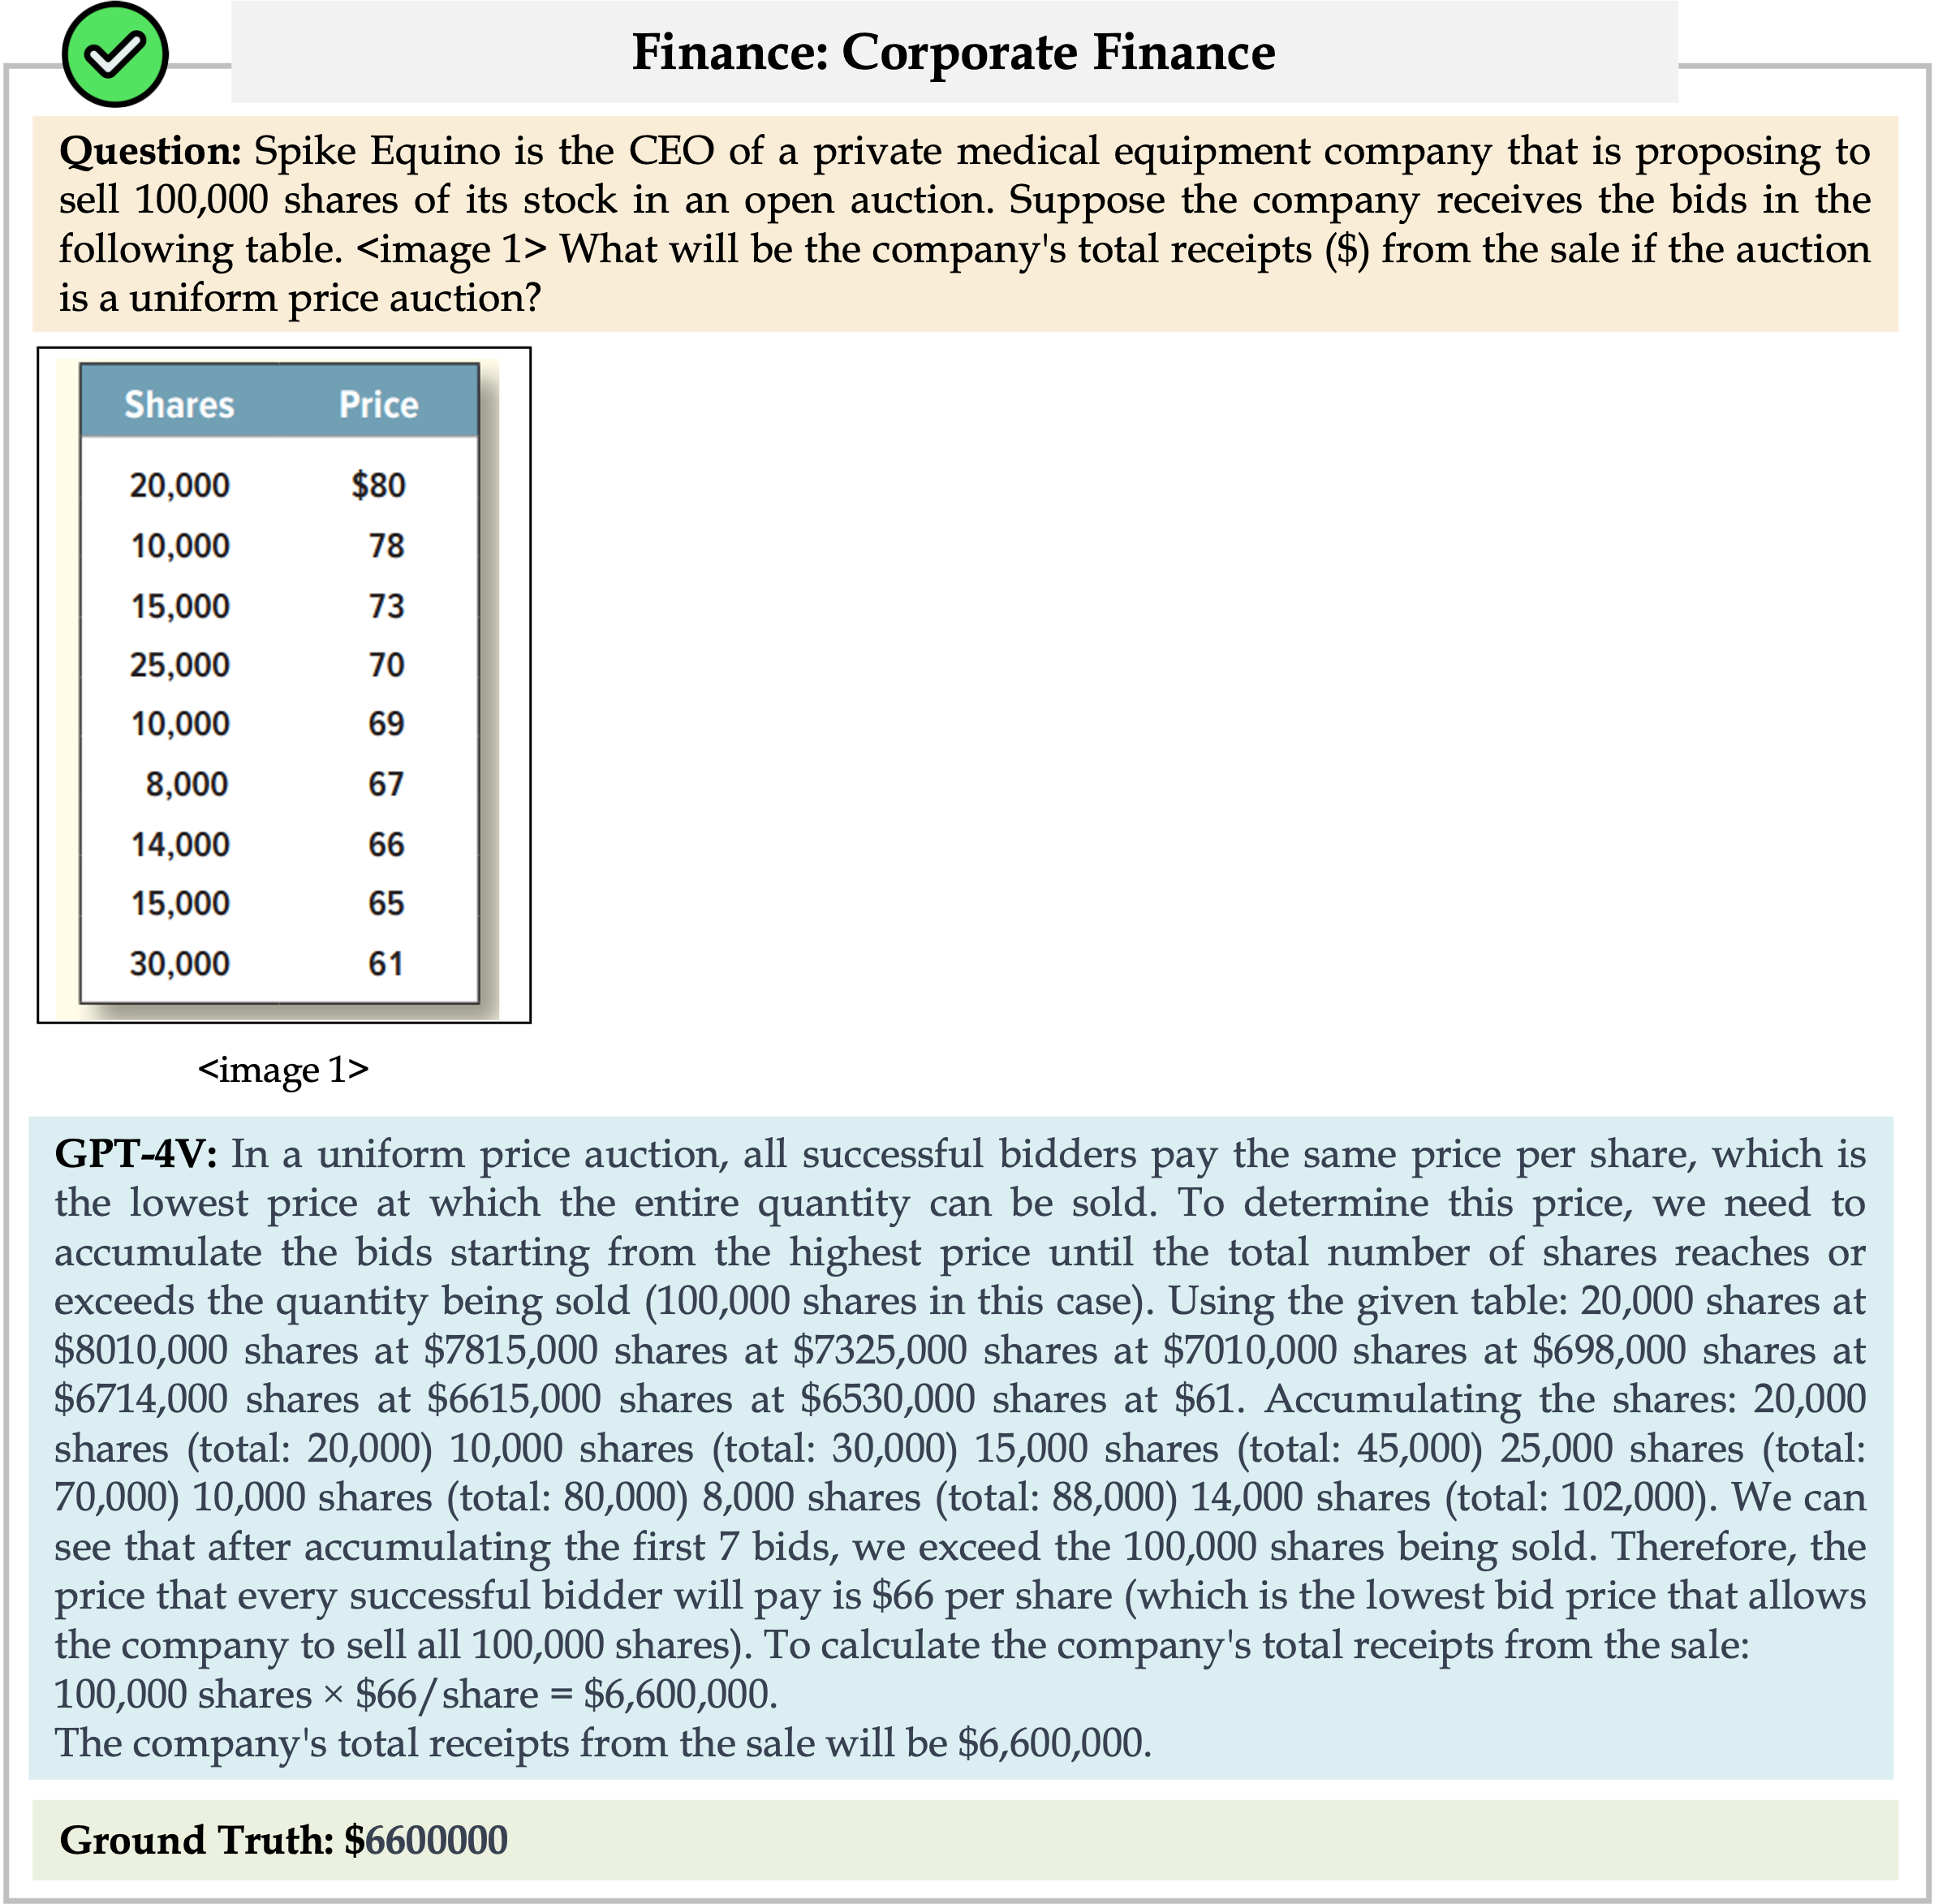 Finance: Corporate Finance
Question: Spike Equino is the CEO of a private medical equipment company that is proposing to
sell 100,000 shares of its stock in an open auction. Suppose the company receives the bids in the
following table. <image 1> What will be the company's total receipts ($) from the sale if the auction
is a uniform price auction?
Shares Price
20,000 $80
10,000 78
15,000 73
25,000 70
10,000 69
8,000 67
14,000 66
15,000 65
30,000 61
<image 1>
GPT-4V: In a uniform price auction, all successful bidders pay the same price per share, which is
the lowest price at which the entire quantity can be sold. To determine this price, we need to
accumulate the bids starting from the highest price until the total number of shares reaches or
exceeds the quantity being sold (100,000 shares in this case). Using the given table: 20,000 shares at
$8010,000 shares at $7815,000 shares at $7325,000 shares at $7010,000 shares at $698,000 shares at
$6714,000 shares at $6615,000 shares at $6530,000 shares at $61. Accumulating the shares: 20,000
shares (total: 20,000) 10,000 shares (total: 30,000) 15,000 shares (total: 45,000) 25,000 shares (total:
70,000) 10,000 shares (total: 80,000) 8,000 shares (total: 88,000) 14,000 shares (total: 102,000). We can
see that after accumulating the first 7 bids, we exceed the 100,000 shares being sold. Therefore, the
price that every successful bidder will pay is $66 per share (which is the lowest bid price that allows
the company to sell all 100,000 shares). To calculate the company's total receipts from the sale:
100,000 shares × $66/share = $6,600,000.
The company's total receipts from the sale will be $6,600,000.
Ground Truth: $6600000